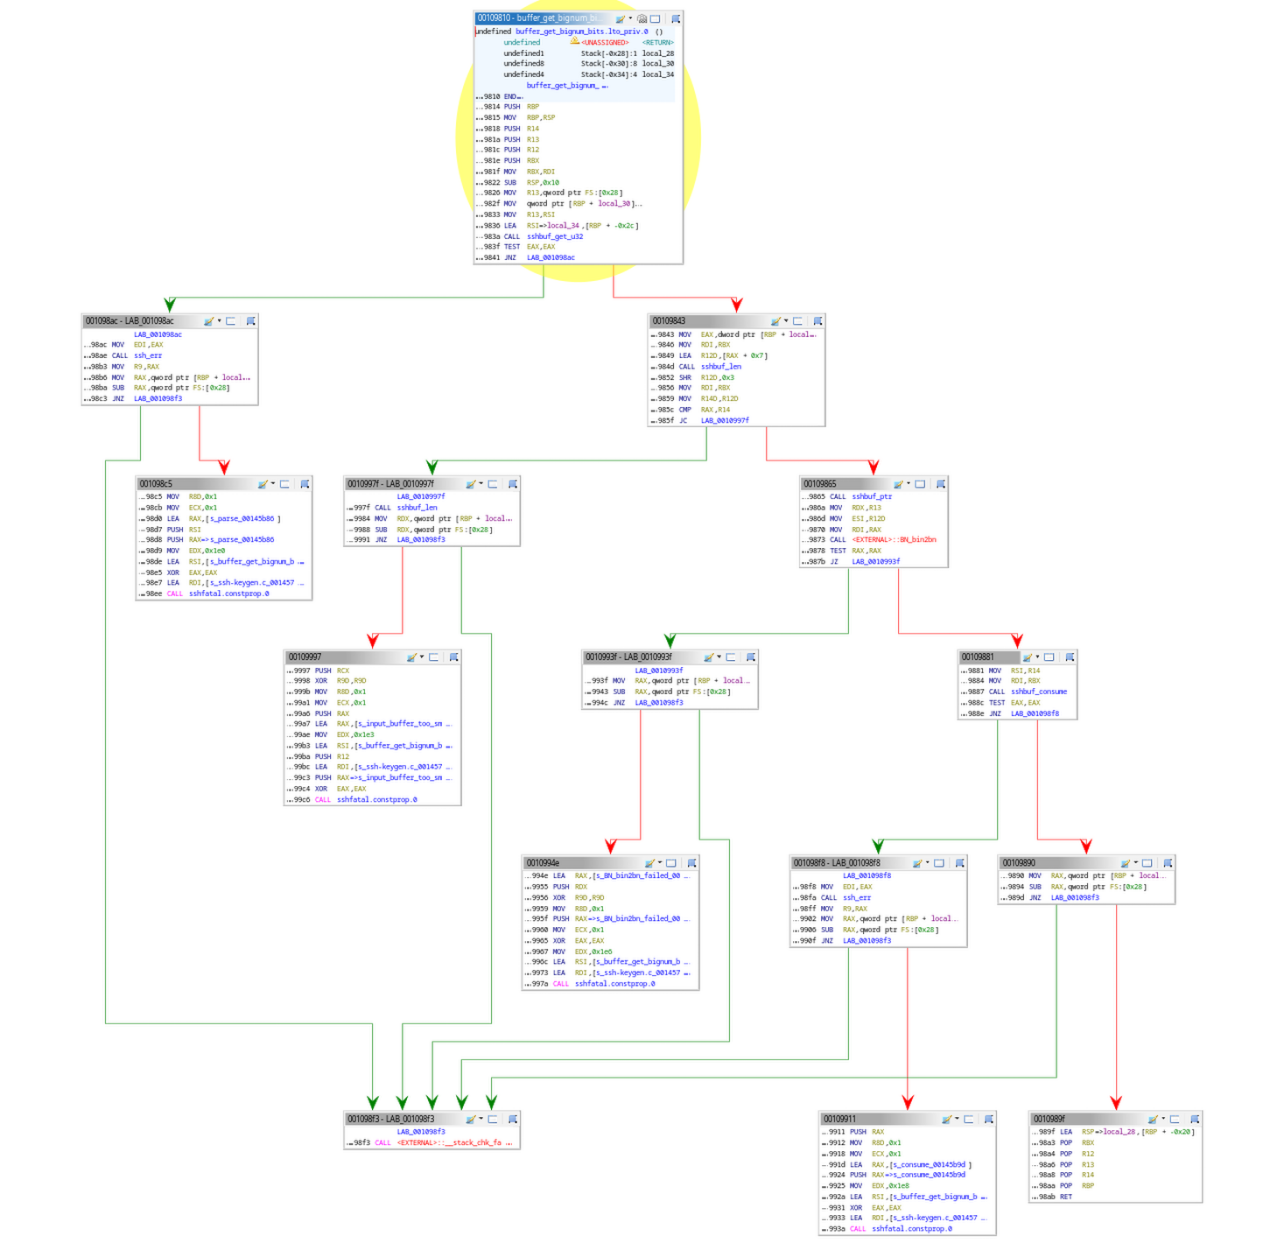 00109810 - buffer_get_bignum_bi...
undefined buffer_get_bignum_bits.lto_priv.0 ()
undefined <UNASSIGNED> <RETURN>
undefined1 Stack[-0x28]:1 local_28
undefined8 Stack[-0x30]:8 local_30
undefined4 Stack[-0x34]:4 local_34
buffer_get_bignum_ ...
...9810 END...
...9814 PUSH RBP
...9815 MOV RBP,RSP
...9818 PUSH R14
...981a PUSH R13
...981c PUSH R12
...981e PUSH RBX
...981f MOV RBX,RDI
...9822 SUB RSP,0x10
...9826 MOV R13,qword ptr FS:[0x28]
...982f MOV qword ptr [RBP + local_30]...
...9833 MOV R13,RSI
...9836 LEA RSI=>local_34,[RBP + -0x2c]
...983a CALL sshbuf_get_u32
...983f TEST EAX,EAX
...9841 JNZ LAB_001098ac
001098ac - LAB_001098ac
LAB_001098ac
...98ac MOV EDI,EAX
...98ae CALL ssh_err
...98b3 MOV R9,RAX
...98b6 MOV RAX,qword ptr [RBP + local...
...98ba SUB RAX,qword ptr FS:[0x28]
...98c3 JNZ LAB_001098f3
00109843
...9843 MOV EAX,dword ptr [RBP + local...
...9846 MOV RDI,RBX
...9849 LEA R12D,[RAX + 0x7]
...984d CALL sshbuf_len
...9852 SHR R12D,0x3
...9856 MOV RDI,RBX
...9859 MOV R14D,R12D
...985c CMP RAX,R14
...985f JC LAB_0010997f
001098c5
...98c5 MOV R8D,0x1
...98cb MOV ECX,0x1
...98d0 LEA RAX,[s_parse_00145b86 ]
...98d7 PUSH RSI
...98d8 PUSH RAX=>s_parse_00145b86
...98d9 MOV EDX,0x1e0
...98de LEA RSI,[s_buffer_get_bignum_b ...
...98e5 XOR EAX,EAX
...98e7 LEA RDI,[s_ssh-keygen.c_001457 ...
...98ee CALL sshfatal.constprop.0
0010997f - LAB_0010997f
LAB_0010997f
...997f CALL sshbuf_len
...9984 MOV RDX,qword ptr [RBP + local...
...9988 SUB RDX,qword ptr FS:[0x28]
...9991 JNZ LAB_001098f3
00109865
...9865 CALL sshbuf_ptr
...986a MOV RDX,R13
...986d MOV ESI,R12D
...9870 MOV RDI,RAX
...9873 CALL <EXTERNAL>::BN_bin2bn
...9878 TEST RAX,RAX
...987b JZ LAB_0010993f
00109997
...9997 PUSH RCX
...9998 XOR R9D,R9D
...999b MOV R8D,0x1
...99a1 MOV ECX,0x1
...99a6 PUSH RAX
...99a7 LEA RAX,[s_input_buffer_too_sm ...
...99ae MOV EDX,0x1e3
...99b3 LEA RSI,[s_buffer_get_bignum_b ...
...99ba PUSH R12
...99bc LEA RDI,[s_ssh-keygen.c_001457 ...
...99c3 PUSH RAX=>s_input_buffer_too_sm ...
...99c4 XOR EAX,EAX
...99c6 CALL sshfatal.constprop.0
0010993f - LAB_0010993f
LAB_0010993f
...993f MOV RAX,qword ptr [RBP + local...
...9943 SUB RAX,qword ptr FS:[0x28]
...994c JNZ LAB_001098f3
00109881
...9881 MOV RSI,R14
...9884 MOV RDI,RBX
...9887 CALL sshbuf_consume
...988c TEST EAX,EAX
...988e JNZ LAB_001098f8
0010994e
...994e LEA RAX,[s_BN_bin2bn_failed_00 ...
...9955 PUSH RDX
...9956 XOR R9D,R9D
...9959 MOV R8D,0x1
...995f PUSH RAX=>s_BN_bin2bn_failed_00 ...
...9960 MOV ECX,0x1
...9965 XOR EAX,EAX
...9967 MOV EDX,0x1e6
...996c LEA RSI,[s_buffer_get_bignum_b ...
...9973 LEA RDI,[s_ssh-keygen.c_001457 ...
...997a CALL sshfatal.constprop.0
001098f8 - LAB_001098f8
LAB_001098f8
...98f8 MOV EDI,EAX
...98fa CALL ssh_err
...98ff MOV R9,RAX
...9902 MOV RAX,qword ptr [RBP + local...
...9906 SUB RAX,qword ptr FS:[0x28]
...990f JNZ LAB_001098f3
00109890
...9890 MOV RAX,qword ptr [RBP + local...
...9894 SUB RAX,qword ptr FS:[0x28]
...989d JNZ LAB_001098f3
001098f3 - LAB_001098f3
LAB_001098f3
...98f3 CALL <EXTERNAL>::__stack_chk_fa ...
00109911
...9911 PUSH RAX
...9912 MOV R8D,0x1
...9918 MOV ECX,0x1
...991d LEA RAX,[s_consume_00145b9d ]
...9924 PUSH RAX=>s_consume_00145b9d
...9925 MOV EDX,0x1e8
...992a LEA RSI,[s_buffer_get_bignum_b ...
...9931 XOR EAX,EAX
...9933 LEA RDI,[s_ssh-keygen.c_001457 ...
...993a CALL sshfatal.constprop.0
0010989f
...989f LEA RSP=>local_28,[RBP + -0x20]
...98a3 POP RBX
...98a4 POP R12
...98a6 POP R13
...98a8 POP R14
...98aa POP RBP
...98ab RET